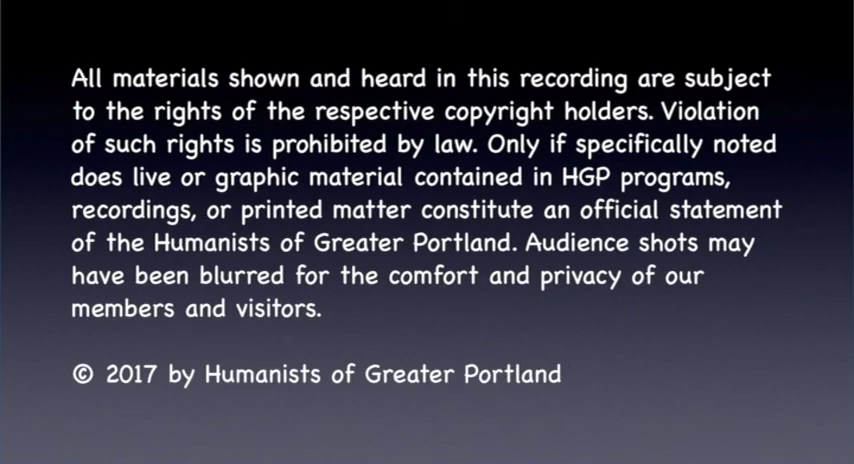 All materials shown and heard in this recording are subject
to the rights of the respective copyright holders. Violation
of such rights is prohibited by law. Only if specifically noted
does live or graphic material contained in HGP programs,
recordings, or printed matter constitute an official statement
of the Humanists of Greater Portland. Audience shots may
have been blurred for the comfort and privacy of our
members and visitors.
© 2017 by Humanists of Greater Portland